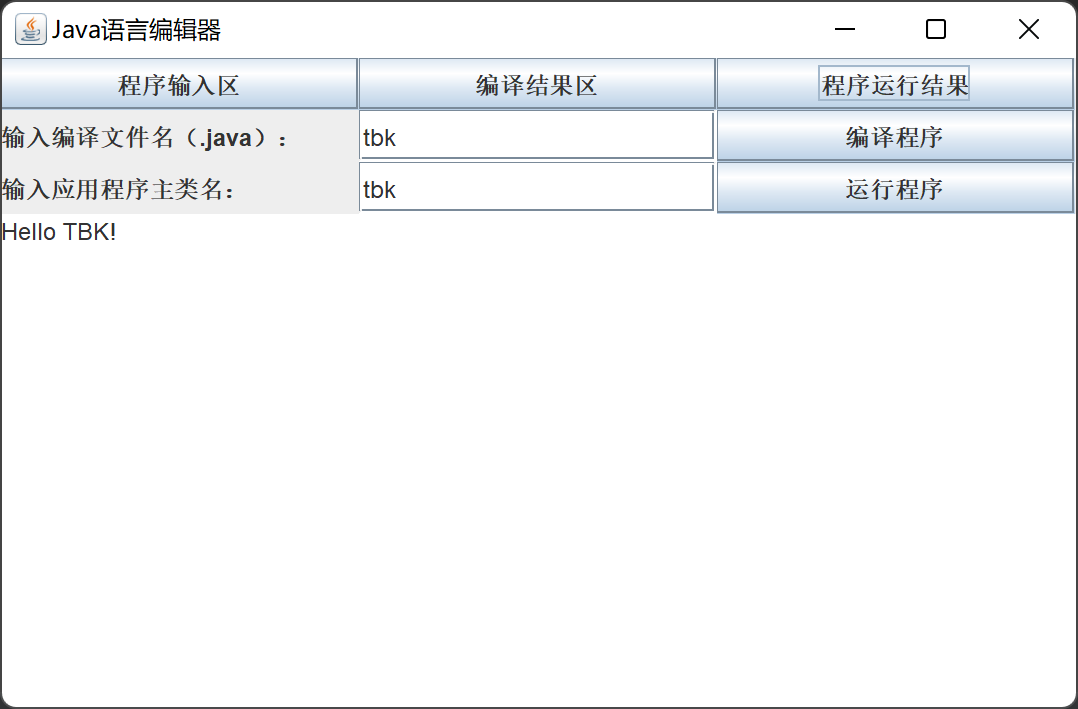 Java语言编辑器
程序输入区 编译结果区 程序运行结果
输入编译文件名（.java）： tbk 编译程序
输入应用程序主类名： tbk 运行程序
Hello TBK!